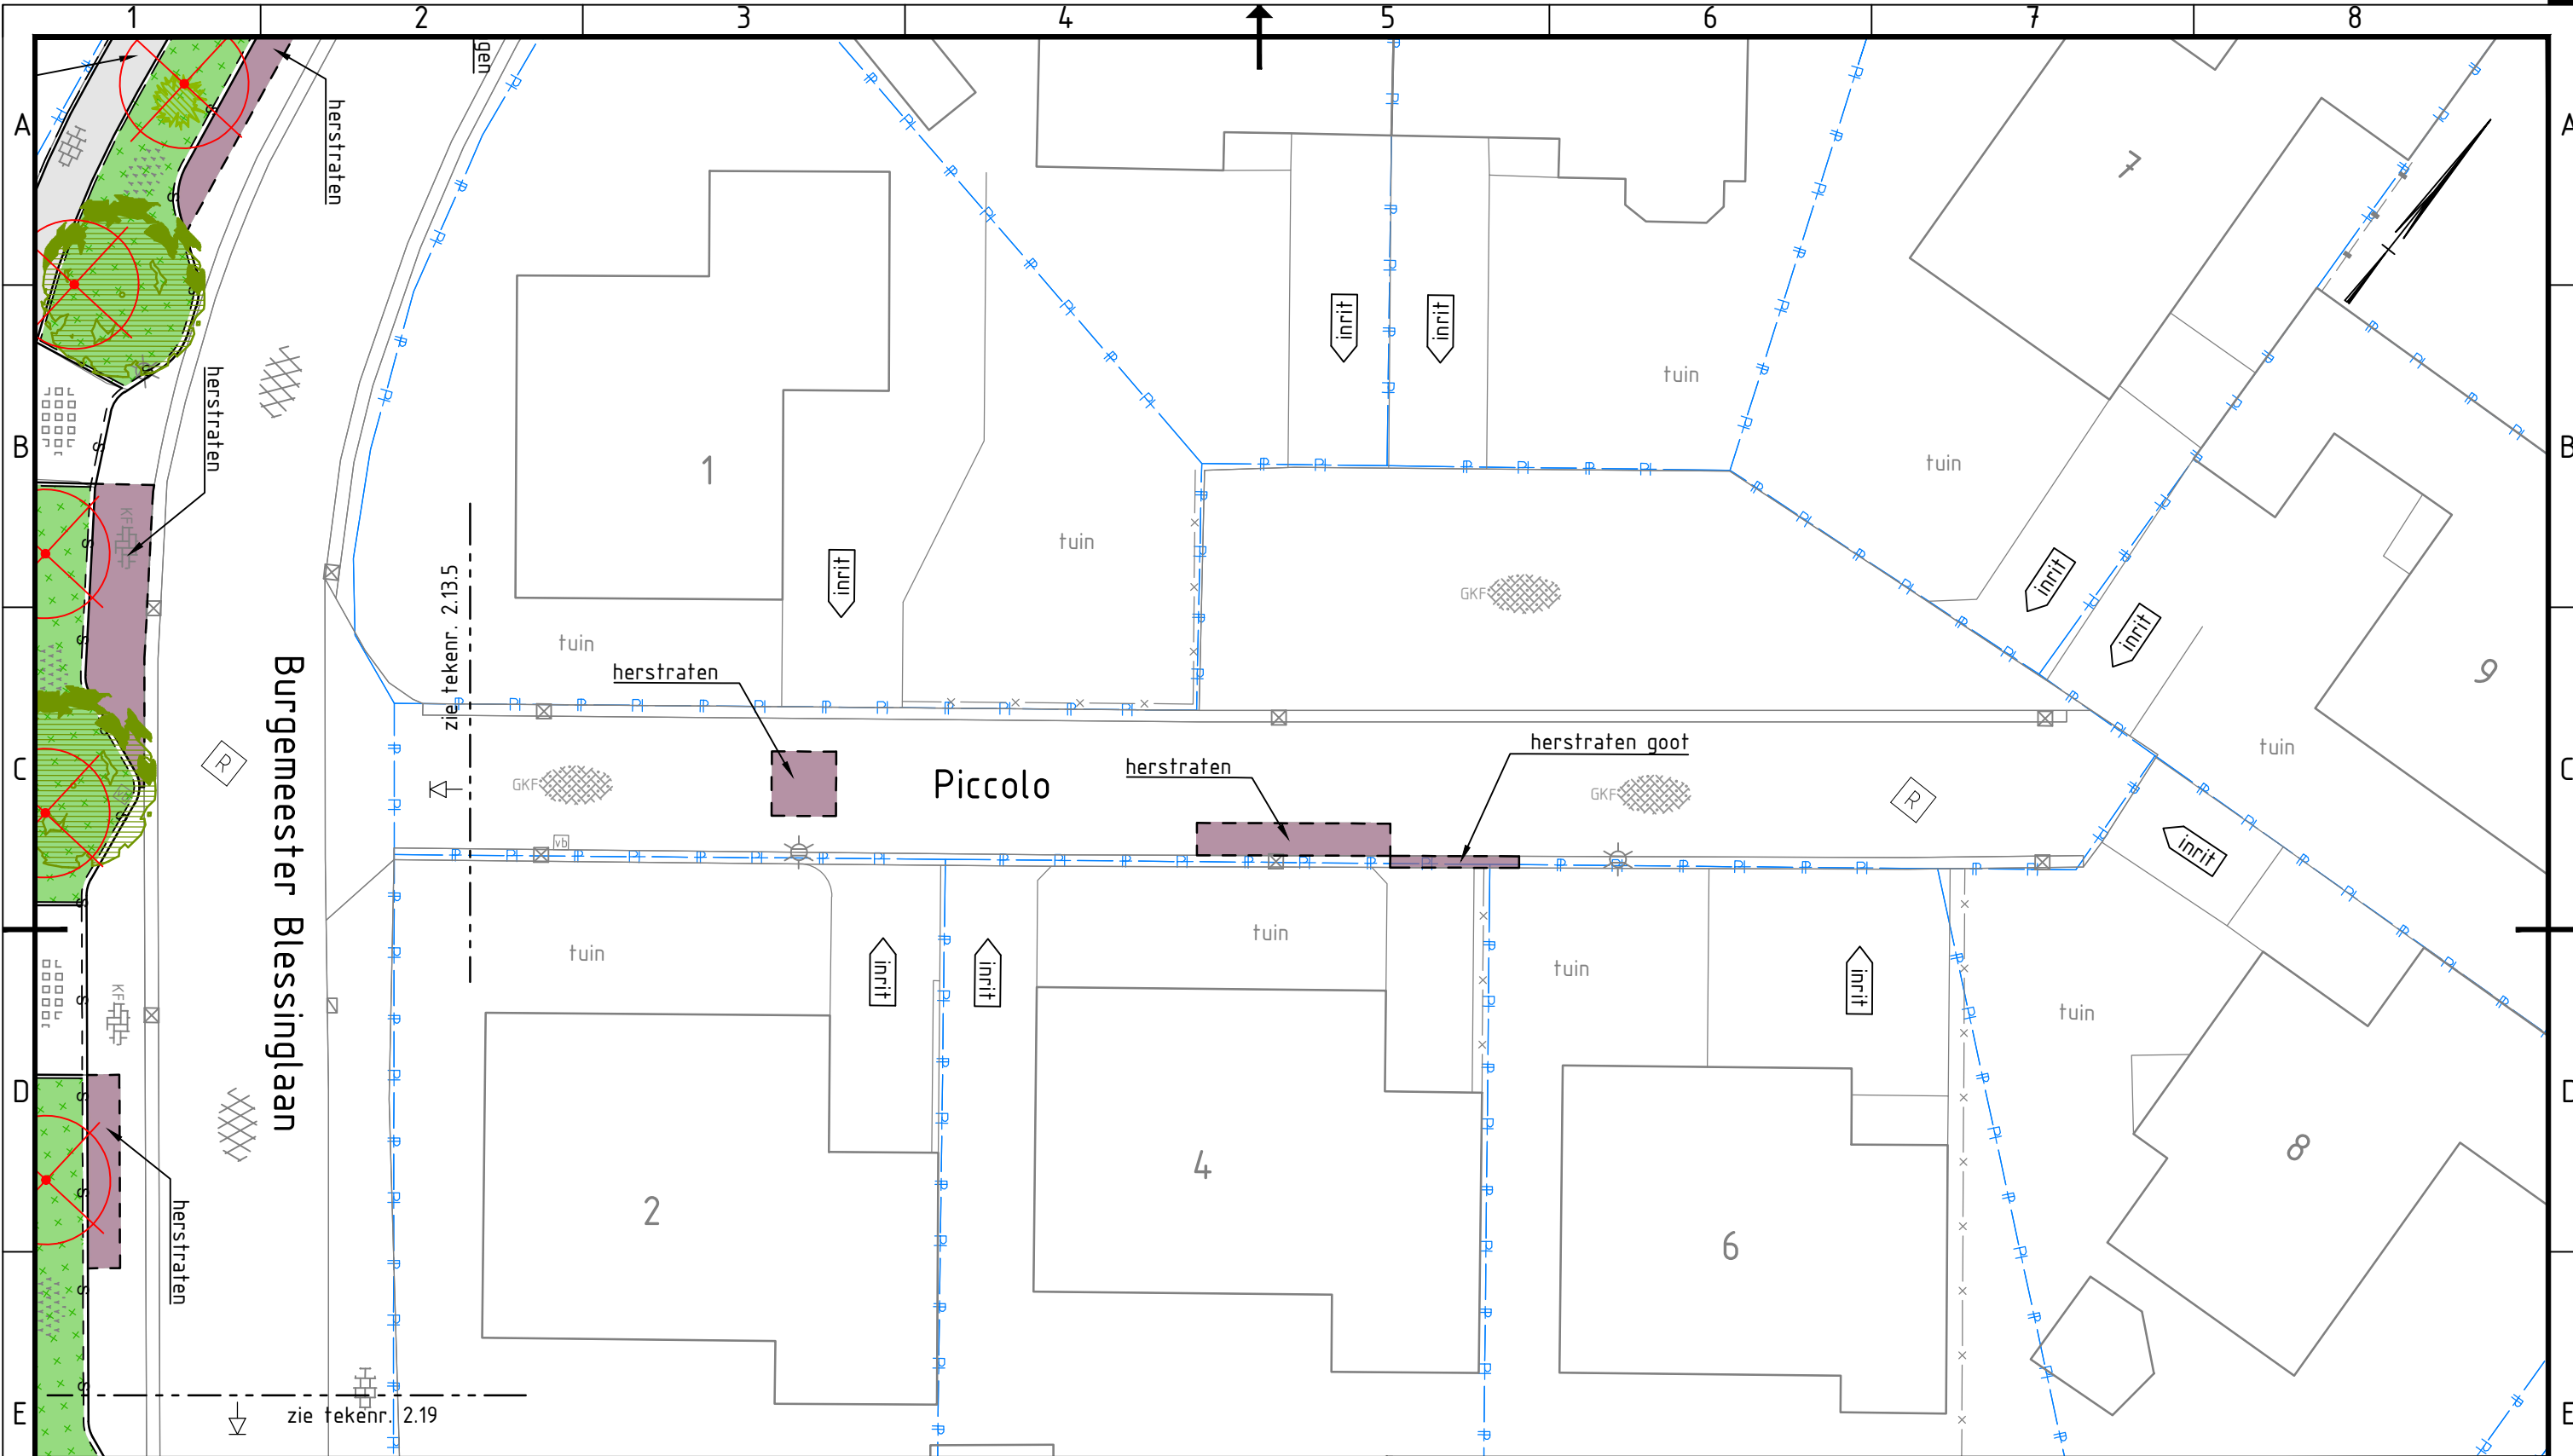 1 2 3 4 5 6 7 8
A A
B B
C C
D D
E E
gen
herstraten
herstraten
7
inrit
inrit
tuin
tuin
1
KF
tuin
inrit
GKF
inrit
inrit
zie tekenr. 2.13.5
tuin
herstraten
9
tuin
Burgemeester Blessinglaan
R
GKF
Piccolo
herstraten
herstraten goot
GKF
R
vb
inrit
tuin
inrit
inrit
tuin
tuin
inrit
tuin
KF
2
4
6
8
herstraten
zie tekenr. 2.19